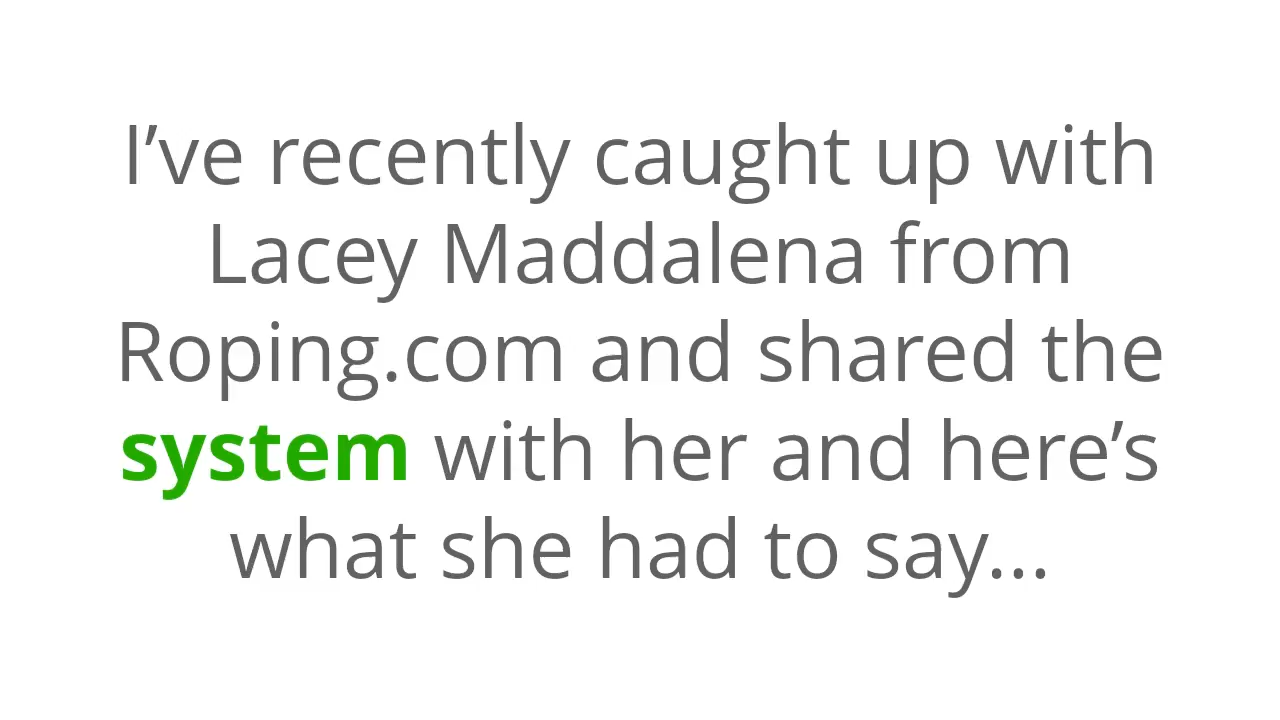 I’ve recently caught up with
Lacey Maddalena from
Roping.com and shared the
system with her and here’s
what she had to say...